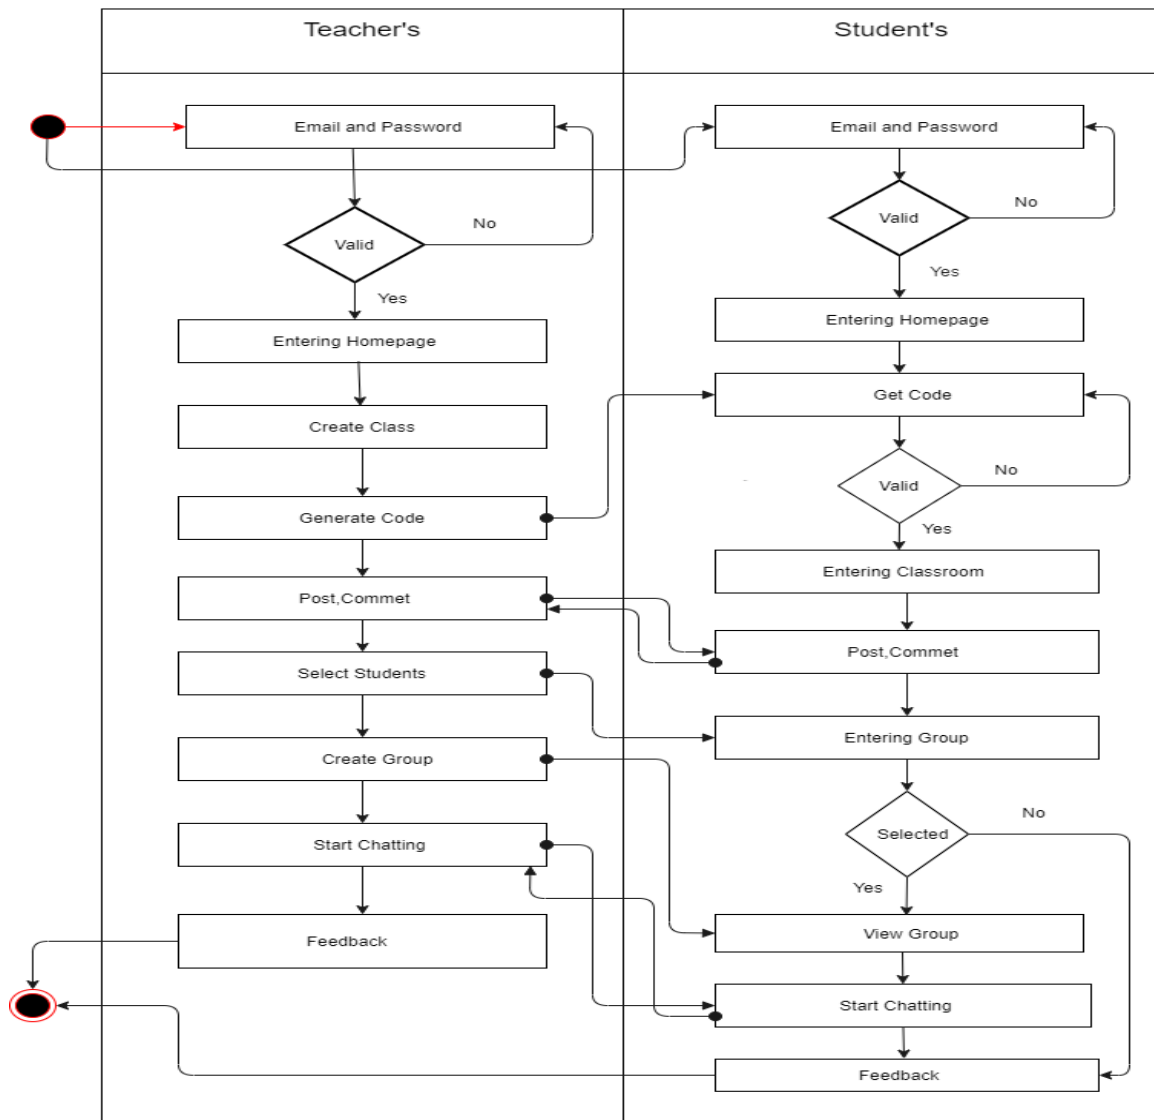 Teacher's
Student's
Email and Password
Valid
No
Yes
Entering Homepage
Create Class
Generate Code
Post,Commet
Select Students
Create Group
Start Chatting
Feedback
Email and Password
Valid
No
Yes
Entering Homepage
Get Code
Valid
No
Yes
Entering Classroom
Post,Commet
Entering Group
Selected
No
Yes
View Group
Start Chatting
Feedback